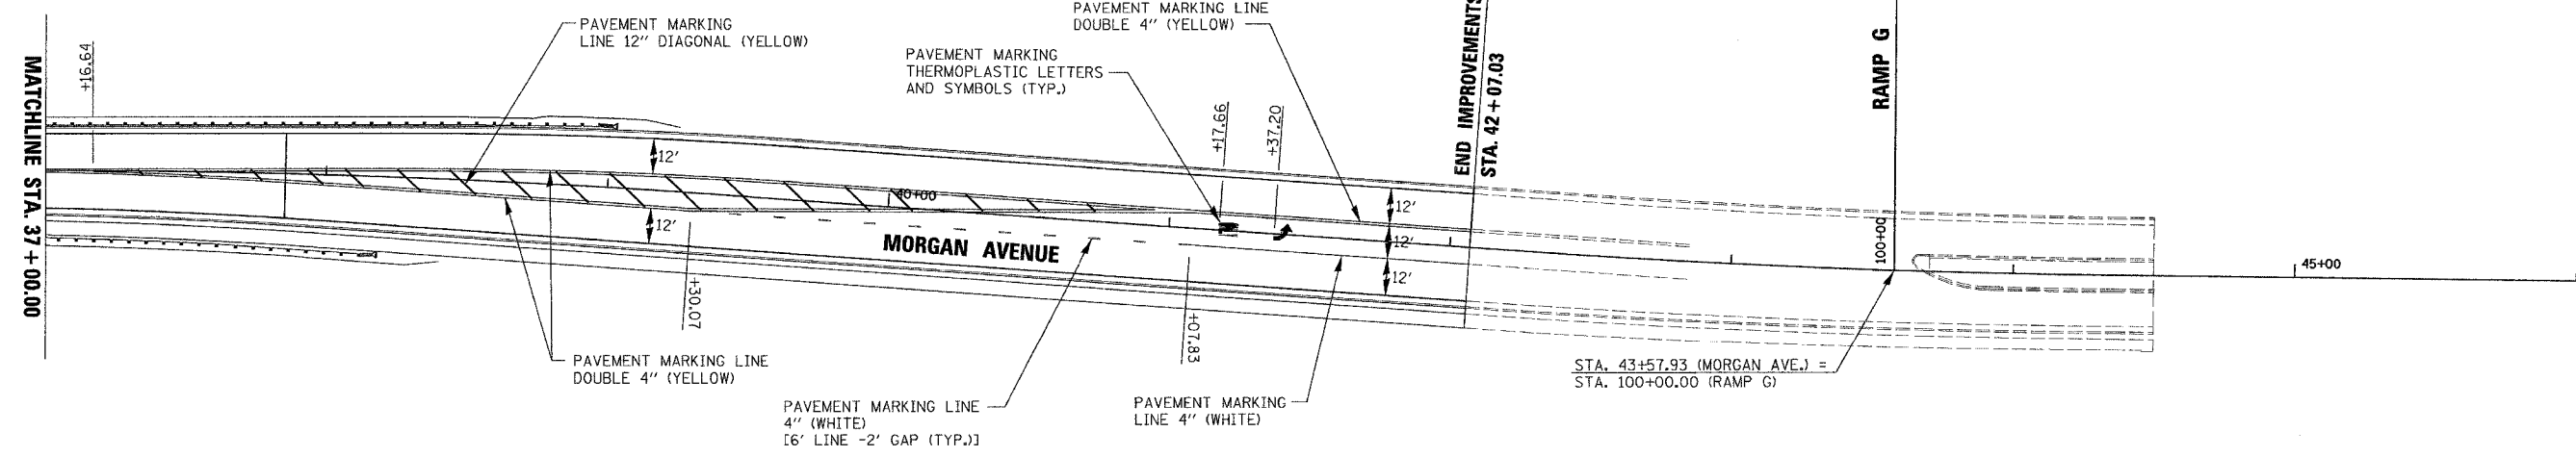 MATCHLINE STA. 37 + 00.00
+16.64
PAVEMENT MARKING
LINE 12" DIAGONAL (YELLOW)
PAVEMENT MARKING
THERMOPLASTIC LETTERS
AND SYMBOLS (TYP.)
PAVEMENT MARKING LINE
DOUBLE 4" (YELLOW)
+17.66
+37.20
END IMPROVEMENTS
STA. 42 + 07.03
RAMP G
12'
12'
40+00
MORGAN AVENUE
12'
12'
12'
100+00
45+00
+30.07
+07.83
PAVEMENT MARKING LINE
DOUBLE 4" (YELLOW)
PAVEMENT MARKING LINE
4" (WHITE)
[6' LINE -2' GAP (TYP.)]
PAVEMENT MARKING
LINE 4" (WHITE)
STA. 43+57.93 (MORGAN AVE.) =
STA. 100+00.00 (RAMP G)